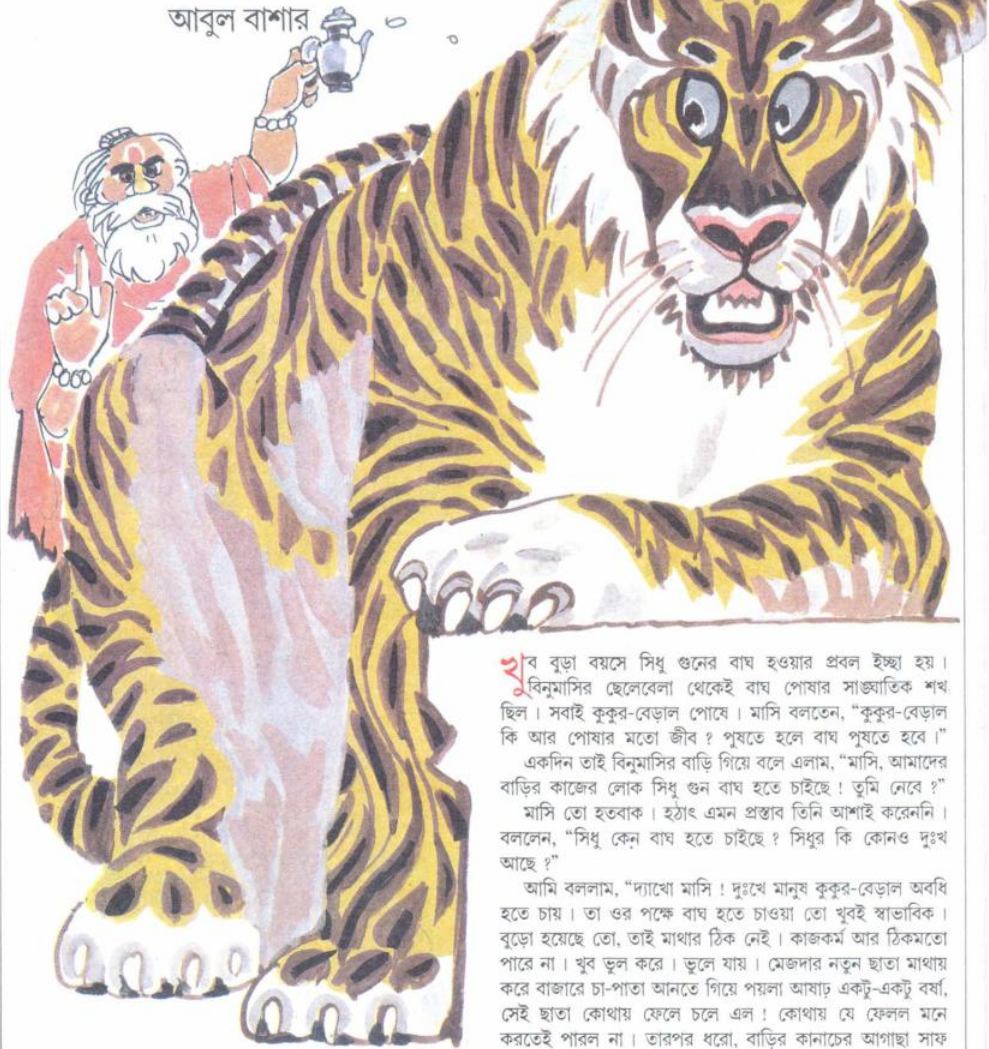 আবুল বাশার
খুব বুড়া বয়সে সিধু গুনের বাঘ হওয়ার প্রবল ইচ্ছা হয়।
বিনুমাসির ছেলেবেলা থেকেই বাঘ পোষার সাঙ্ঘাতিক শখ
ছিল। সবাই কুকুর-বেড়াল পোষে। মাসি বলতেন, “কুকুর-বেড়াল
কি আর পোষার মতো জীব ? পুষতে হলে বাঘ পুষতে হবে।”
একদিন তাই বিনুমাসির বাড়ি গিয়ে বলে এলাম, “মাসি, আমাদের
বাড়ির কাজের লোক সিধু গুন বাঘ হতে চাইছে ! তুমি নেবে ?”
মাসি তো হতবাক। হঠাৎ এমন প্রস্তাব তিনি আশাই করেননি।
বললেন, “সিধু কেন বাঘ হতে চাইছে ? সিধুর কি কোনও দুঃখ
আছে ?”
আমি বললাম, “দ্যাখো মাসি ! দুঃখে মানুষ কুকুর-বেড়াল অবধি
হতে চায়। তা ওর পক্ষে বাঘ হতে চাওয়া তো খুবই স্বাভাবিক।
বুড়ো হয়েছে তো, তাই মাথার ঠিক নেই। কাজকর্ম আর ঠিকমতো
পারে না। খুব ভুল করে। ভুলে যায়। মেজদার নতুন ছাতা মাথায়
করে বাজারে চা-পাতা আনতে গিয়ে পয়লা আষাঢ় একটু-একটু বর্ষা,
সেই ছাতা কোথায় ফেলে চলে এল ! কোথায় যে ফেলল মনে
করতেই পারল না। তারপর ধরো, বাড়ির কানাচের আগাছা সাফ